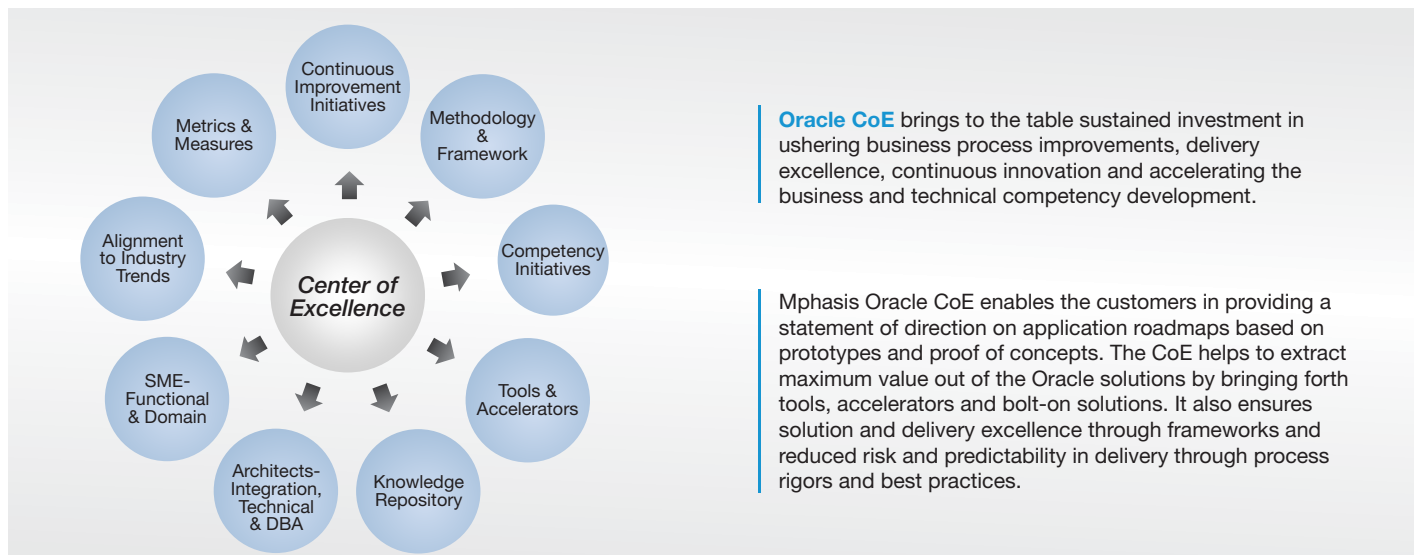 Continuous
Improvement
Initiatives
Methodology
&
Framework
Competency
Initiatives
Tools &
Accelerators
Knowledge
Repository
Architects-
Integration,
Technical
& DBA
SME-
Functional
& Domain
Alignment
to Industry
Trends
Metrics &
Measures
Center of
Excellence
Oracle CoE brings to the table sustained investment in
ushering business process improvements, delivery
excellence, continuous innovation and accelerating the
business and technical competency development.
Mphasis Oracle CoE enables the customers in providing a
statement of direction on application roadmaps based on
prototypes and proof of concepts. The CoE helps to extract
maximum value out of the Oracle solutions by bringing forth
tools, accelerators and bolt-on solutions. It also ensures
solution and delivery excellence through frameworks and
reduced risk and predictability in delivery through process
rigors and best practices.